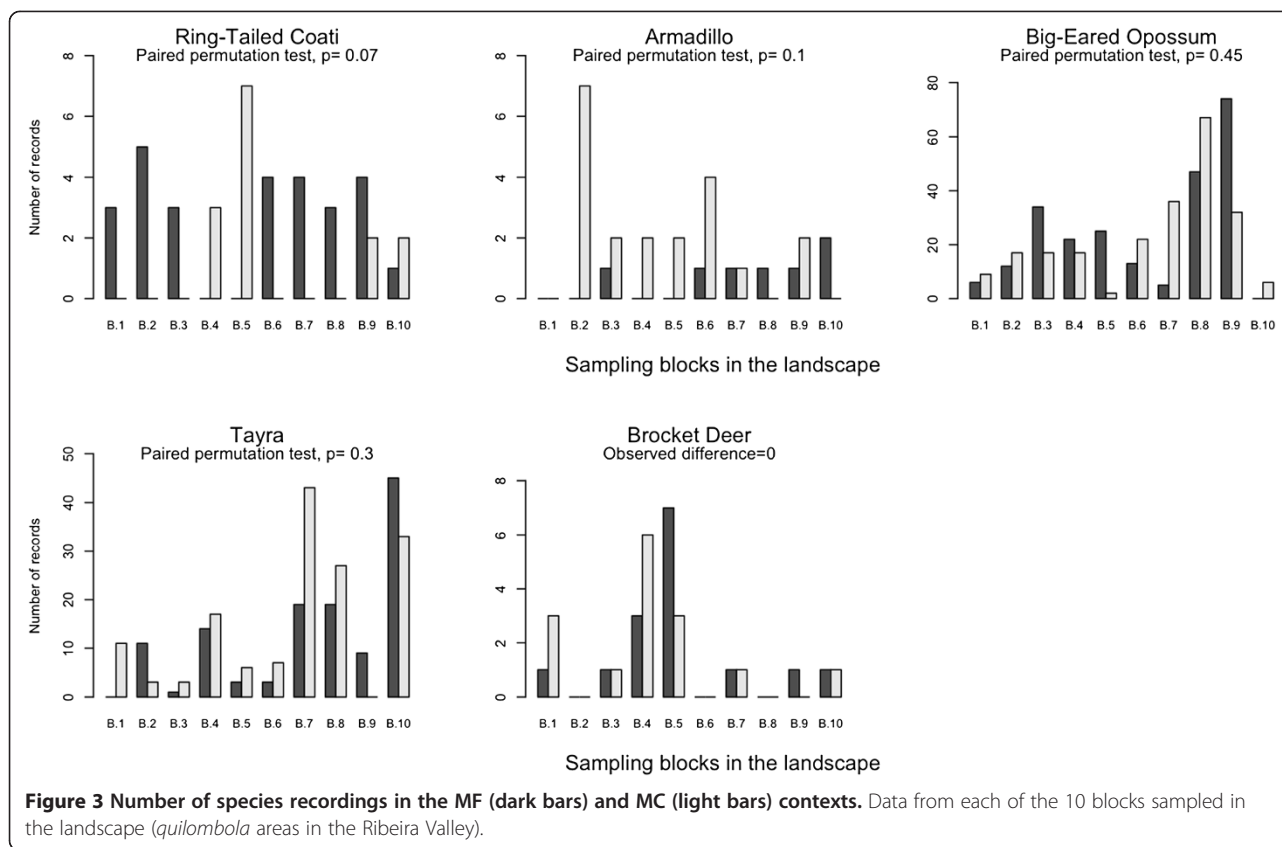 Ring-Tailed Coati
Paired permutation test, p= 0.07
Number of records
8
6
4
2
0
B.1 B.2 B.3 B.4 B.5 B.6 B.7 B.8 B.9 B.10
Armadillo
Paired permutation test, p= 0.1
8
6
4
2
0
B.1 B.2 B.3 B.4 B.5 B.6 B.7 B.8 B.9 B.10
Big-Eared Opossum
Paired permutation test, p= 0.45
80
60
40
20
0
B.1 B.2 B.3 B.4 B.5 B.6 B.7 B.8 B.9 B.10
Sampling blocks in the landscape
Tayra
Paired permutation test, p= 0.3
Number of records
50
40
30
20
10
0
B.1 B.2 B.3 B.4 B.5 B.6 B.7 B.8 B.9 B.10
Brocket Deer
Observed difference=0
8
6
4
2
0
B.1 B.2 B.3 B.4 B.5 B.6 B.7 B.8 B.9 B.10
Sampling blocks in the landscape
Figure 3 Number of species recordings in the MF (dark bars) and MC (light bars) contexts. Data from each of the 10 blocks sampled in
the landscape (quilombola areas in the Ribeira Valley).